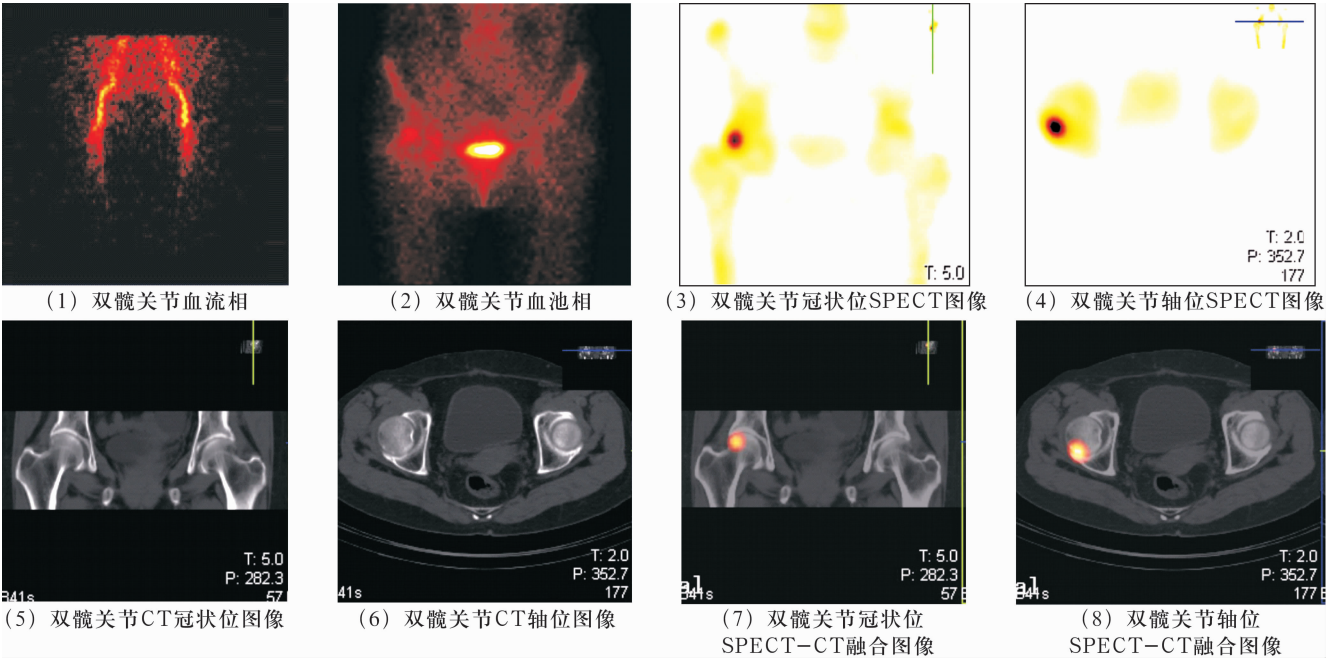 T: 5.0
T: 2.0
P: 352.7
177
(1) 双髋关节血流相
(2) 双髋关节血池相
(3) 双髋关节冠状位SPECT图像
(4) 双髋关节轴位SPECT图像
T: 5.0
P: 282.3
341s
57
T: 2.0
P: 352.7
41s
177
T: 5.0
P: 282.3
al
341s
57
T: 2.0
P: 352.7
al
341s
177
(5) 双髋关节CT冠状位图像
(6) 双髋关节CT轴位图像
(7) 双髋关节冠状位
SPECT-CT融合图像
(8) 双髋关节轴位
SPECT-CT融合图像